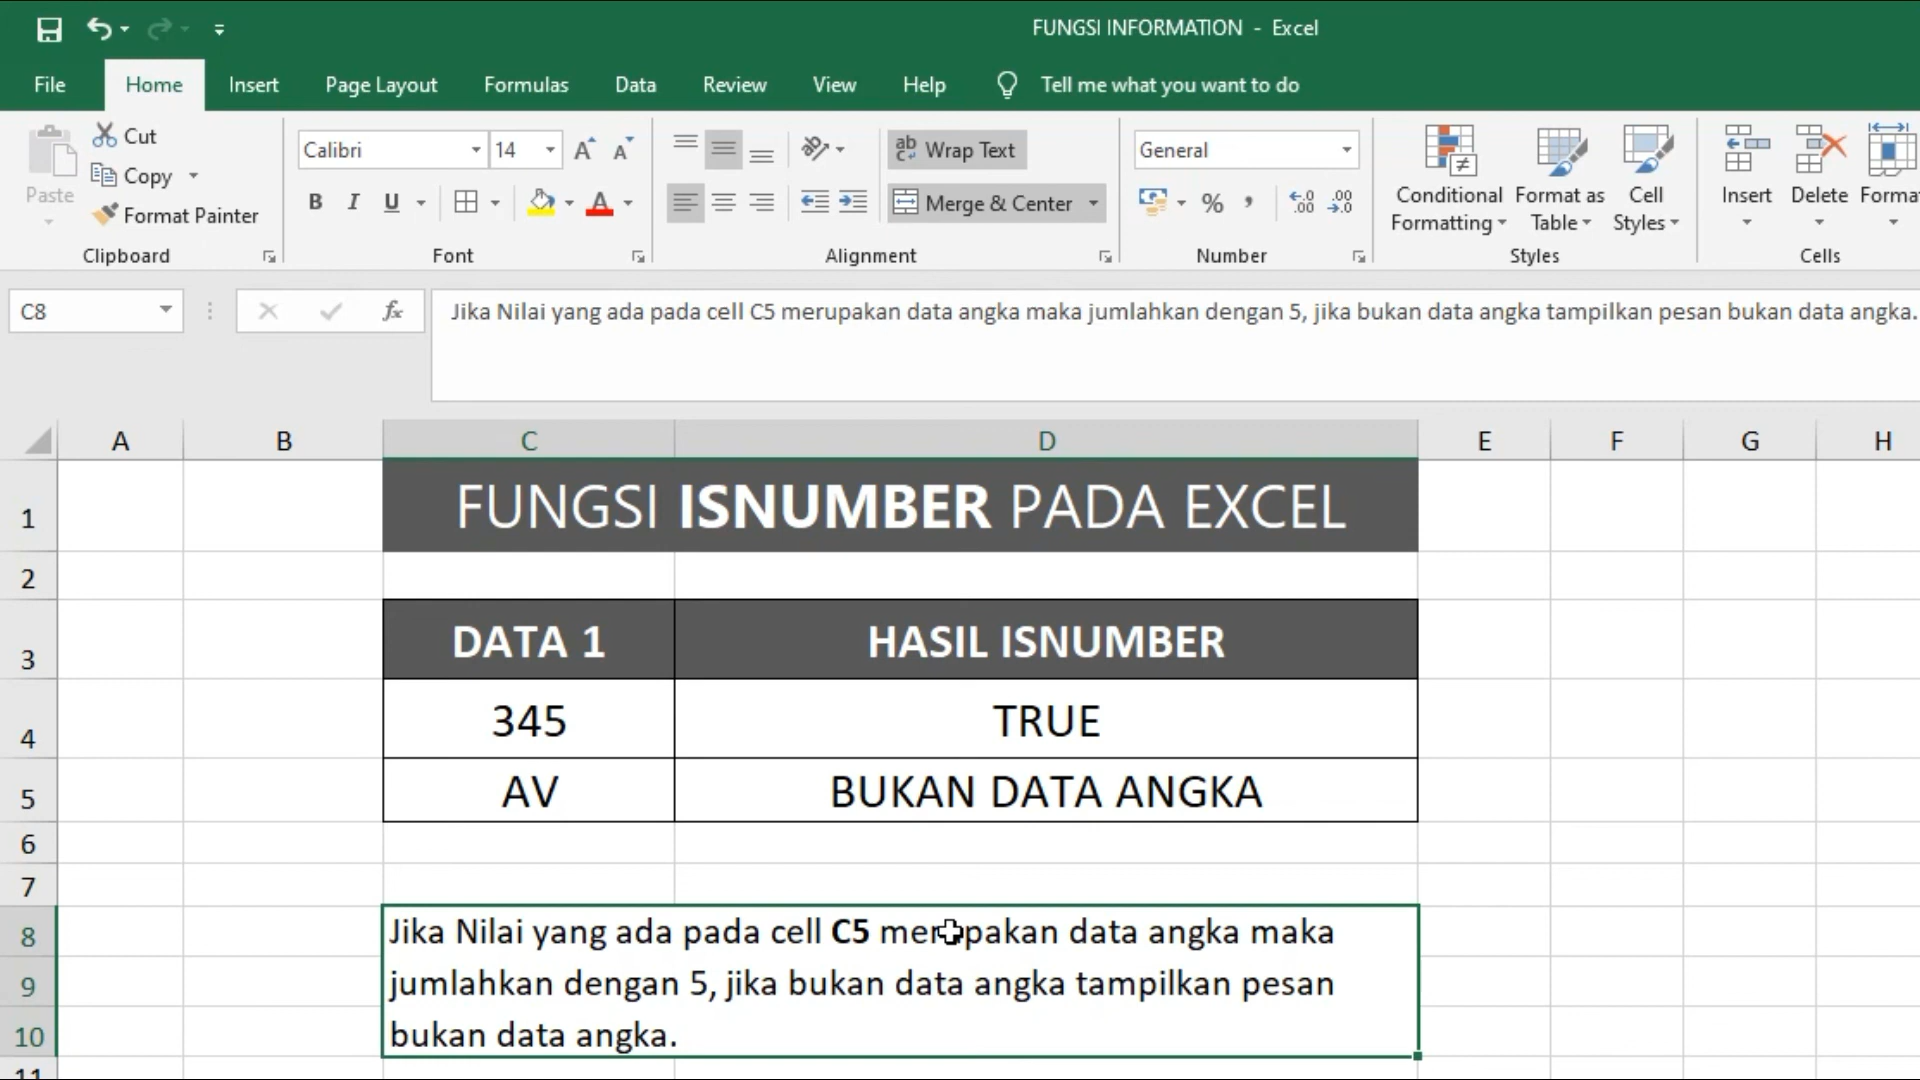 FUNGSI INFORMATION - Excel
File Home Insert Page Layout Formulas Data Review View Help Tell me what you want to do
Paste
Cut
Copy
Format Painter
Clipboard
Calibri 14
B I U
Font
ab Wrap Text
Merge & Center
Alignment
General
% ,
Number
Conditional Formatting
Format as Table
Cell Styles
Styles
Insert Delete Forma
Cells
C8 fx Jika Nilai yang ada pada cell C5 merupakan data angka maka jumlahkan dengan 5, jika bukan data angka tampilkan pesan bukan data angka.
A B C D E F G H
1 FUNGSI ISNUMBER PADA EXCEL
2
3 DATA 1 HASIL ISNUMBER
4 345 TRUE
5 AV BUKAN DATA ANGKA
6
7
8 Jika Nilai yang ada pada cell C5 merupakan data angka maka
9 jumlahkan dengan 5, jika bukan data angka tampilkan pesan
10 bukan data angka.
11